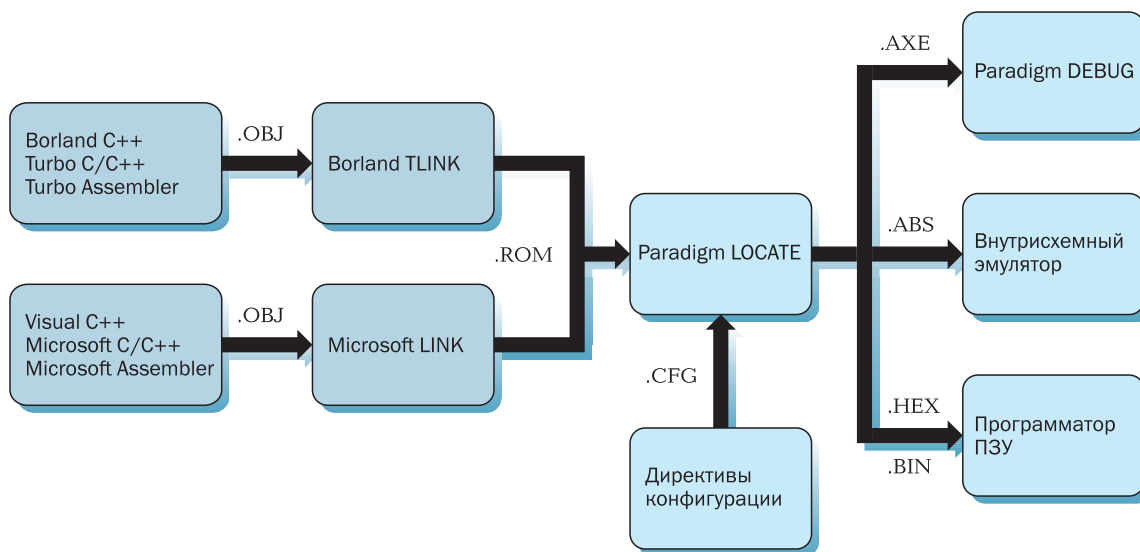 Borland C++
Turbo C/C++
Turbo Assembler
.OBJ
Borland TLINK
Visual C++
Microsoft C/C++
Microsoft Assembler
.OBJ
Microsoft LINK
.ROM
Paradigm LOCATE
.CFG
Директивы
конфигурации
.AXE
Paradigm DEBUG
.ABS
Внутрисхемный
эмулятор
.HEX
.BIN
Программатор
ПЗУ